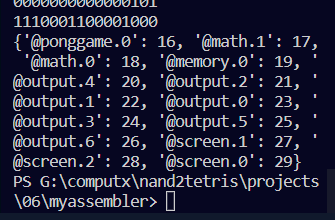 0000000000000101
1110001100001000
{'@ponggame.0': 16, '@math.1': 17,
'@math.0': 18, '@memory.0': 19, '
@output.4': 20, '@output.2': 21, '
@output.1': 22, '@output.0': 23, '
@output.3': 24, '@output.5': 25, '
@output.6': 26, '@screen.1': 27, '
@screen.2': 28, '@screen.0': 29}
PS G:\computx\nand2tetris\projects
\06\myassembler>